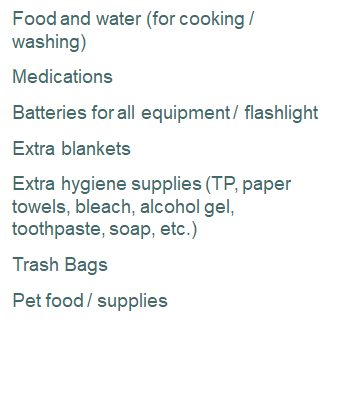 Food and water (for cooking /
washing)
Medications
Batteries for all equipment / flashlight
Extra blankets
Extra hygiene supplies (TP, paper
towels, bleach, alcohol gel,
toothpaste, soap, etc.)
Trash Bags
Pet food / supplies